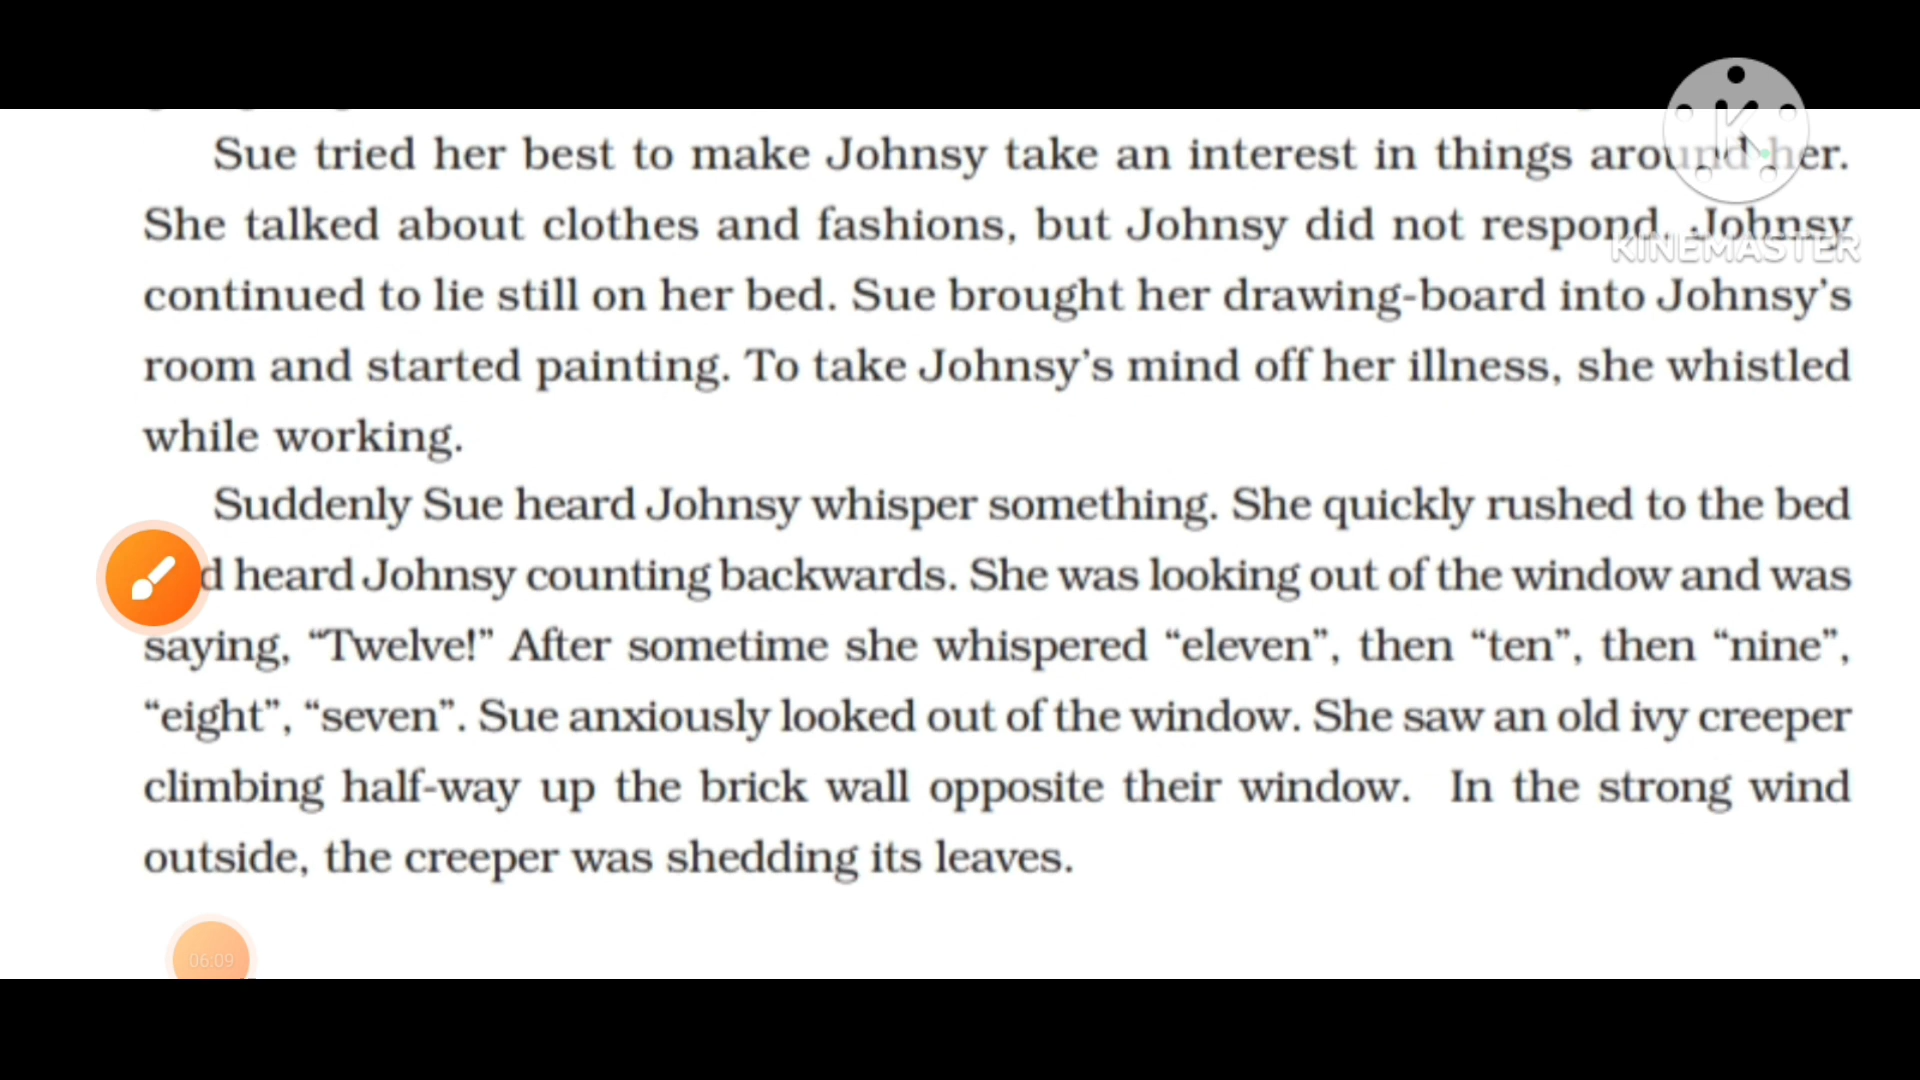 Sue tried her best to make Johnsy take an interest in things around her.
She talked about clothes and fashions, but Johnsy did not respond. Johnsy
continued to lie still on her bed. Sue brought her drawing-board into Johnsy’s
room and started painting. To take Johnsy’s mind off her illness, she whistled
while working.
Suddenly Sue heard Johnsy whisper something. She quickly rushed to the bed
d heard Johnsy counting backwards. She was looking out of the window and was
saying, “Twelve!” After sometime she whispered “eleven”, then “ten”, then “nine”,
“eight”, “seven”. Sue anxiously looked out of the window. She saw an old ivy creeper
climbing half-way up the brick wall opposite their window. In the strong wind
outside, the creeper was shedding its leaves.
K
KINEMASTER
06:09